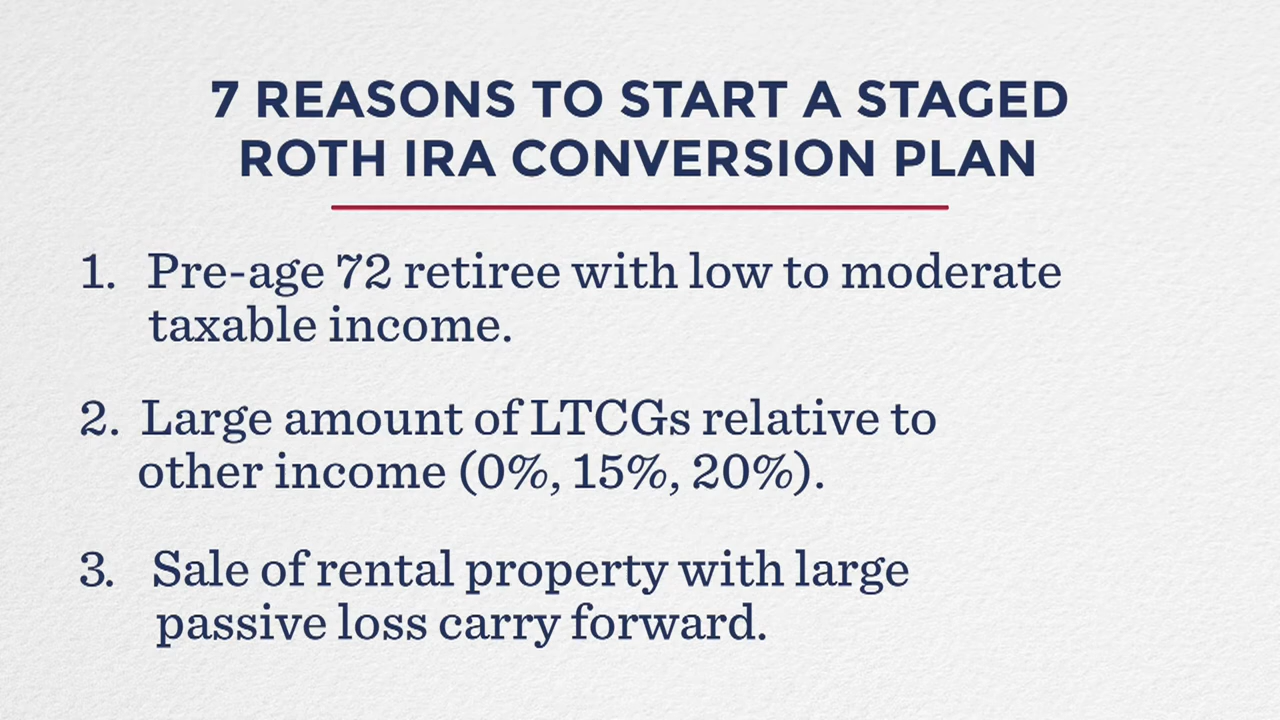 7 REASONS TO START A STAGED
ROTH IRA CONVERSION PLAN
1. Pre-age 72 retiree with low to moderate
taxable income.
2. Large amount of LTCGs relative to
other income (0%, 15%, 20%).
3. Sale of rental property with large
passive loss carry forward.